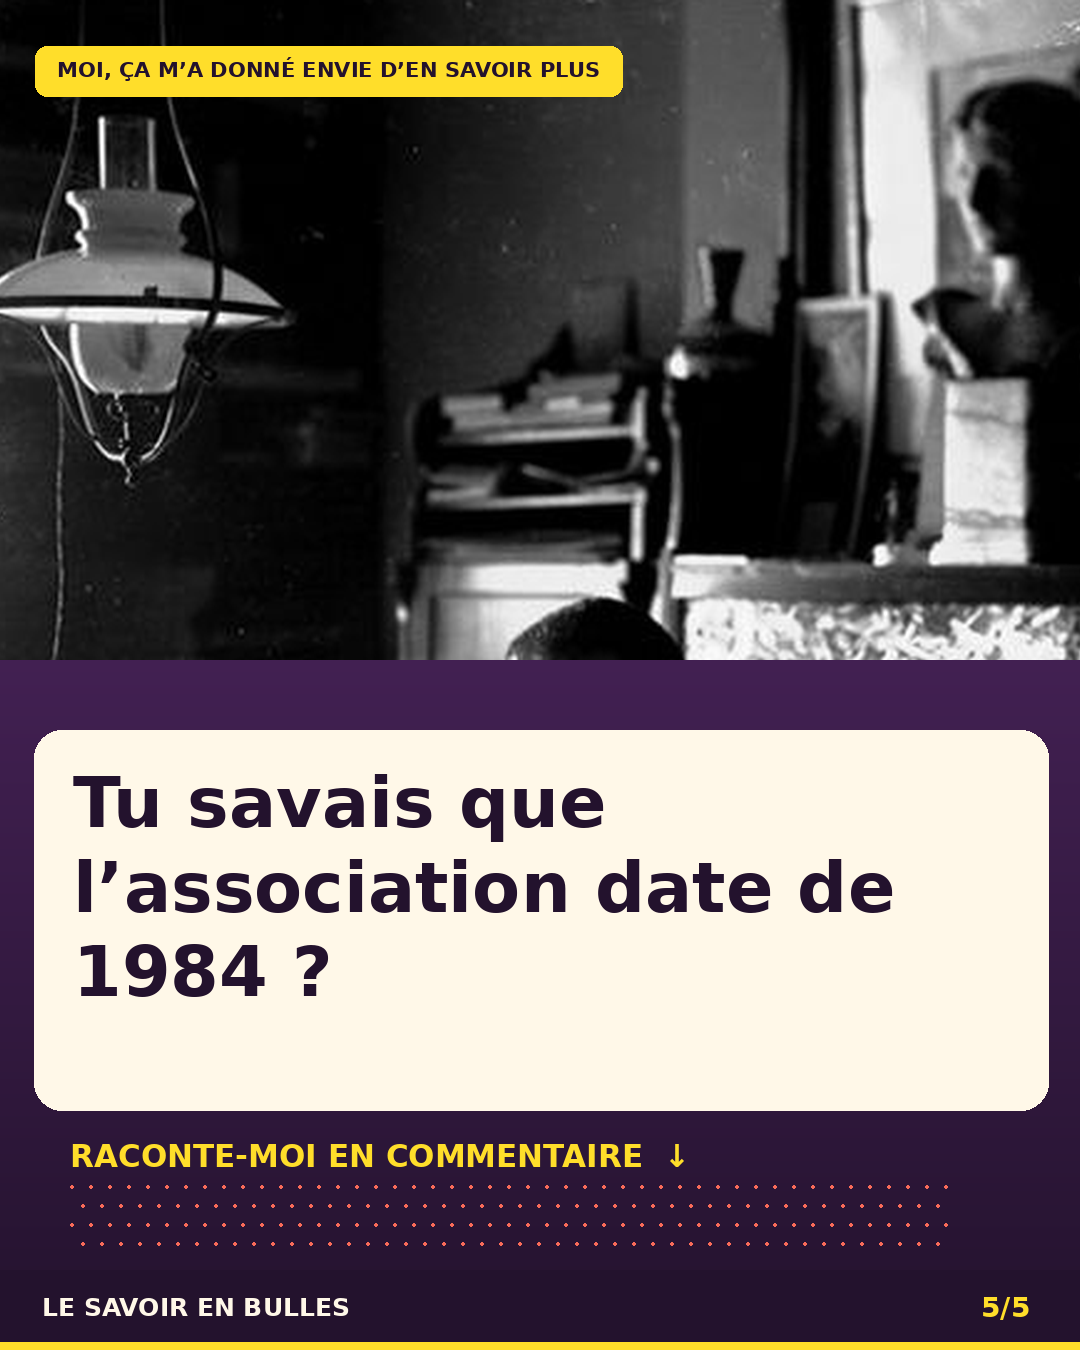 MOI, ÇA M’A DONNÉ ENVIE D’EN SAVOIR PLUS
Tu savais que
l’association date de
1984 ?
RACONTE-MOI EN COMMENTAIRE ↓
LE SAVOIR EN BULLES
5/5